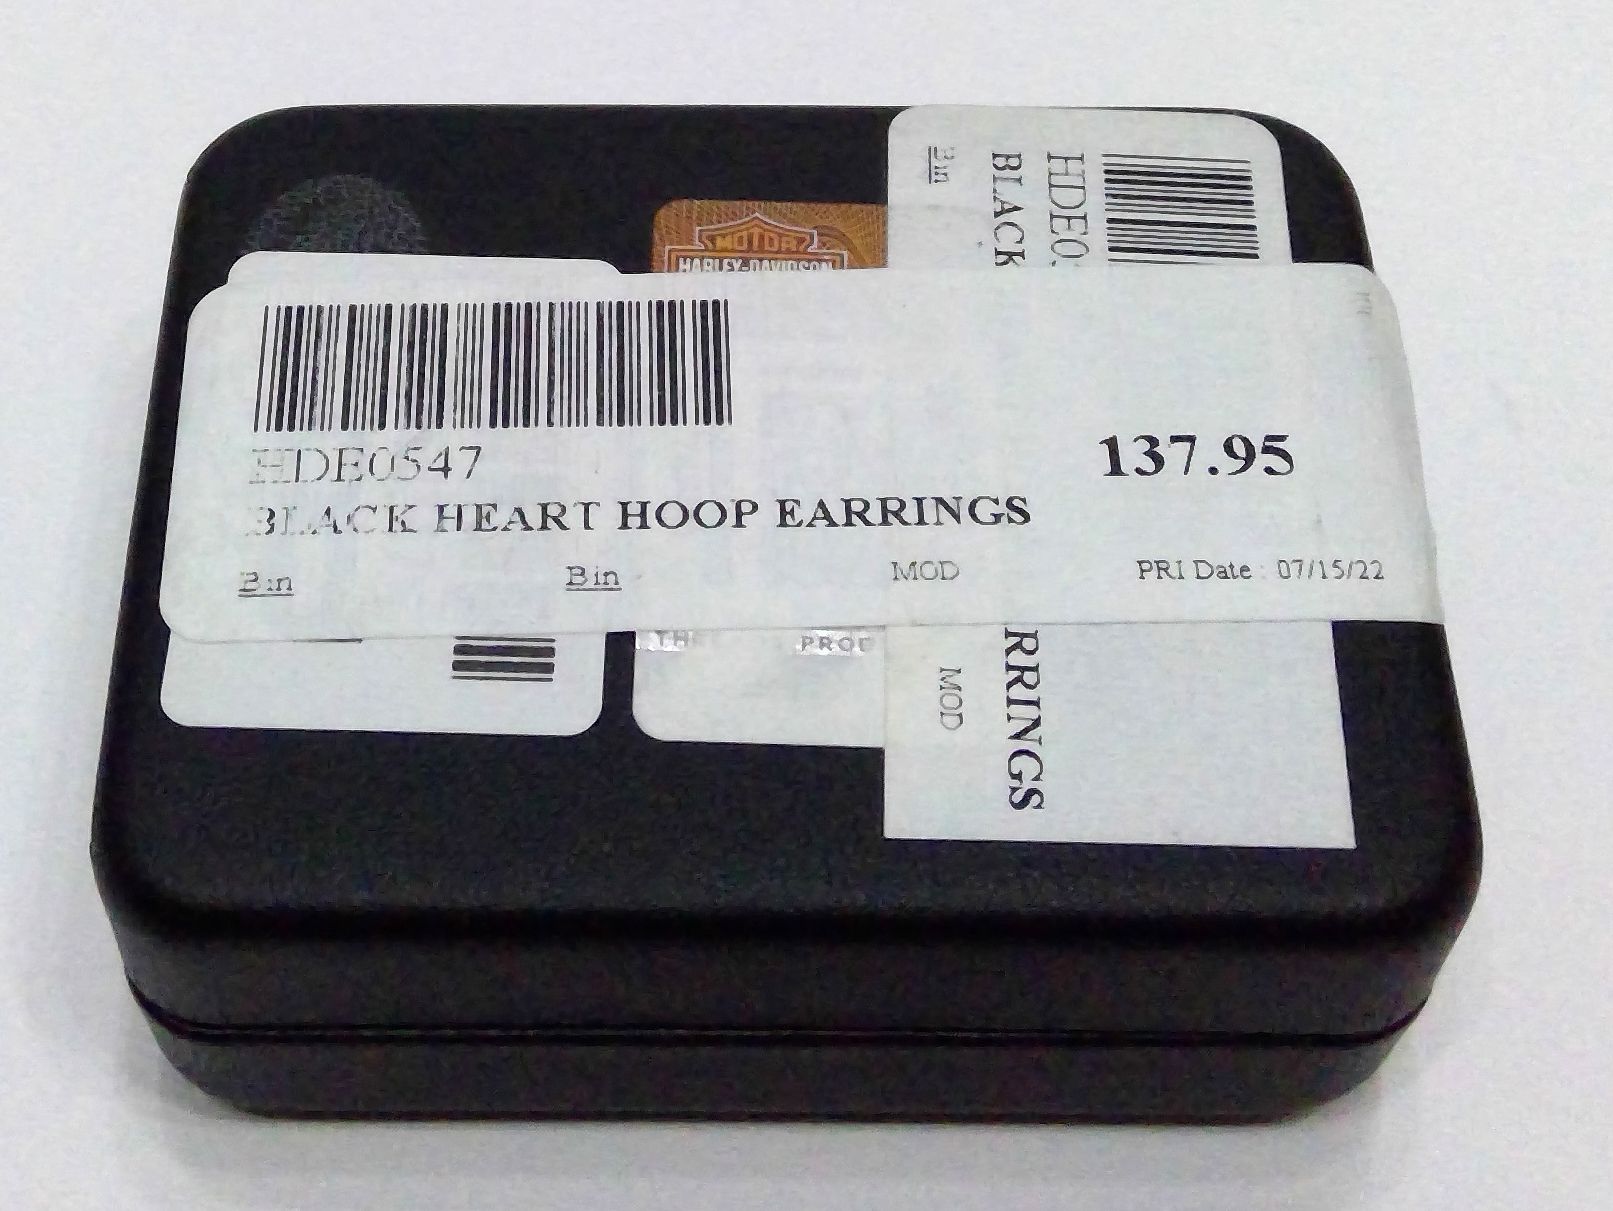 Bin
BLACK
HDE0
MOTOR
HARLEY-DAVIDSON
HDE0547
137.95
BLACK HEART HOOP EARRINGS
Bin Bin MOD PRI Date : 07/15/22
PROD
MOD
RRINGS